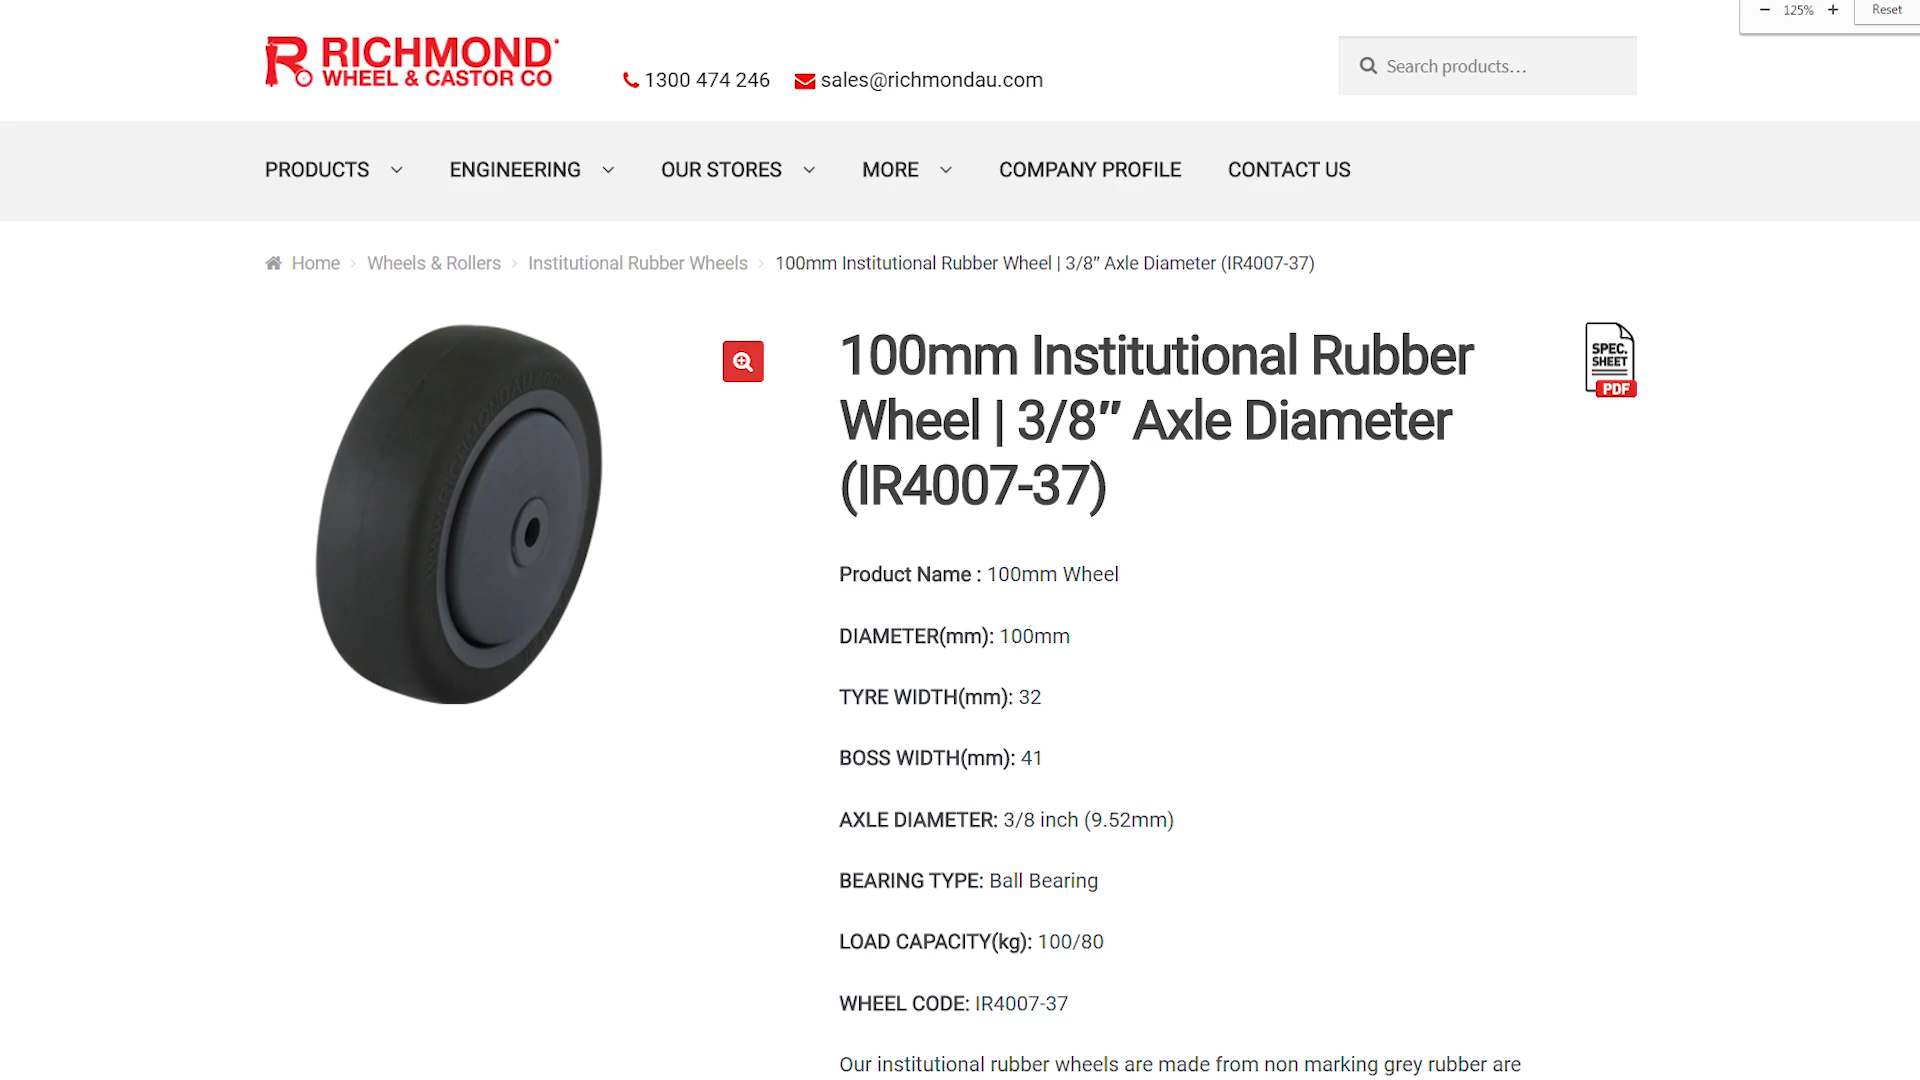 125%
Reset
RICHMOND
WHEEL & CASTOR CO
1300 474 246
sales@richmondau.com
Search products...
PRODUCTS
ENGINEERING
OUR STORES
MORE
COMPANY PROFILE
CONTACT US
Home
Wheels & Rollers
Institutional Rubber Wheels
100mm Institutional Rubber Wheel | 3/8″ Axle Diameter (IR4007-37)
100mm Institutional Rubber
Wheel | 3/8″ Axle Diameter
(IR4007-37)
SPEC.
SHEET
PDF
Product Name : 100mm Wheel
DIAMETER(mm): 100mm
TYRE WIDTH(mm): 32
BOSS WIDTH(mm): 41
AXLE DIAMETER: 3/8 inch (9.52mm)
BEARING TYPE: Ball Bearing
LOAD CAPACITY(kg): 100/80
WHEEL CODE: IR4007-37
Our institutional rubber wheels are made from non marking grey rubber are